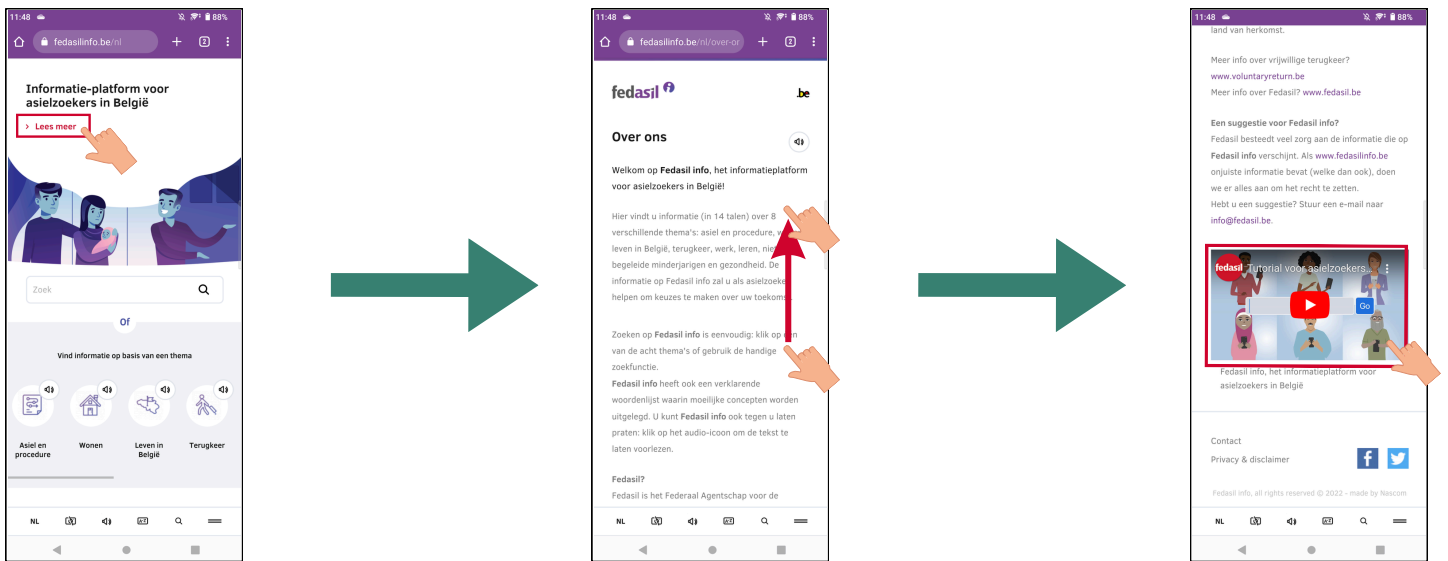 11:48
88%
fedasilinfo.be/nl
2
Informatie-platform voor
asielzoekers in België
> Lees meer
Zoek
Of
Vind informatie op basis van een thema
Asiel en
procedure
Wonen
Leven in
België
Terugkeer
NL
11:48
88%
fedasilinfo.be/nl/over-or
2
fedasil i
.be
Over ons
Welkom op Fedasil info, het informatieplatform
voor asielzoekers in België!
Hier vindt u informatie (in 14 talen) over 8
verschillende thema's: asiel en procedure,
leven in België, terugkeer, werk, leren,
begeleide minderjarigen en gezondheid. De
informatie op Fedasil info zal u als asielzoeke
helpen om keuzes te maken over uw toekoms
Zoeken op Fedasil info is eenvoudig: klik op een
van de acht thema's of gebruik de handige
zoekfunctie.
Fedasil info heeft ook een verklarende
woordenlijst waarin moeilijke concepten worden
uitgelegd. U kunt Fedasil info ook tegen u laten
praten: klik op het audio-icoon om de tekst te
laten voorlezen.
Fedasil?
Fedasil is het Federaal Agentschap voor de
NL
11:48
88%
land van herkomst.
Meer info over vrijwillige terugkeer?
www.voluntaryreturn.be
Meer info over Fedasil? www.fedasil.be
Een suggestie voor Fedasil info?
Fedasil besteedt veel zorg aan de informatie die op
Fedasil info verschijnt. Als www.fedasilinfo.be
onjuiste informatie bevat (welke dan ook), doen
we er alles aan om het recht te zetten.
Hebt u een suggestie? Stuur een e-mail naar
info@fedasil.be.
fedasil
Tutorial voor asielzoekers...
Go
Fedasil info, het informatieplatform voor
asielzoekers in België
Contact
Privacy & disclaimer
Fedasil info, all rights reserved © 2022 - made by Nascom
NL